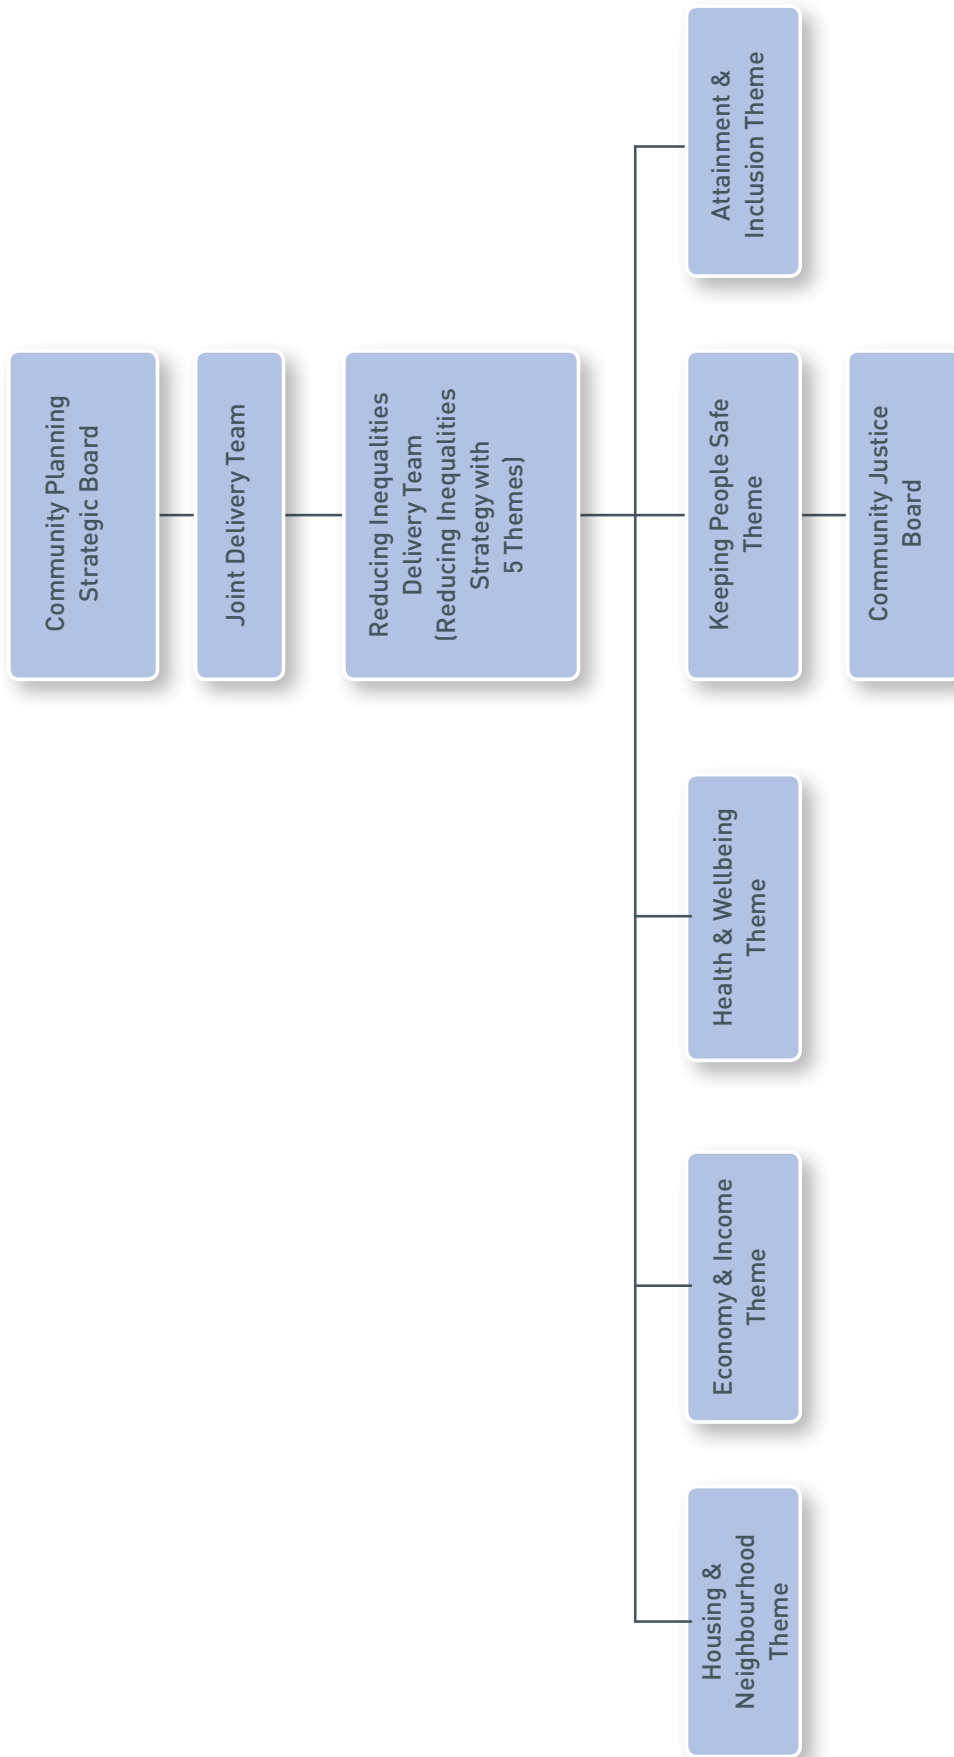 Community Planning
Strategic Board
Joint Delivery Team
Reducing Inequalities
Delivery Team
(Reducing Inequalities
Strategy with
5 Themes)
Housing &
Neighbourhood
Theme
Economy & Income
Theme
Health & Wellbeing
Theme
Keeping People Safe
Theme
Attainment &
Inclusion Theme
Community Justice
Board